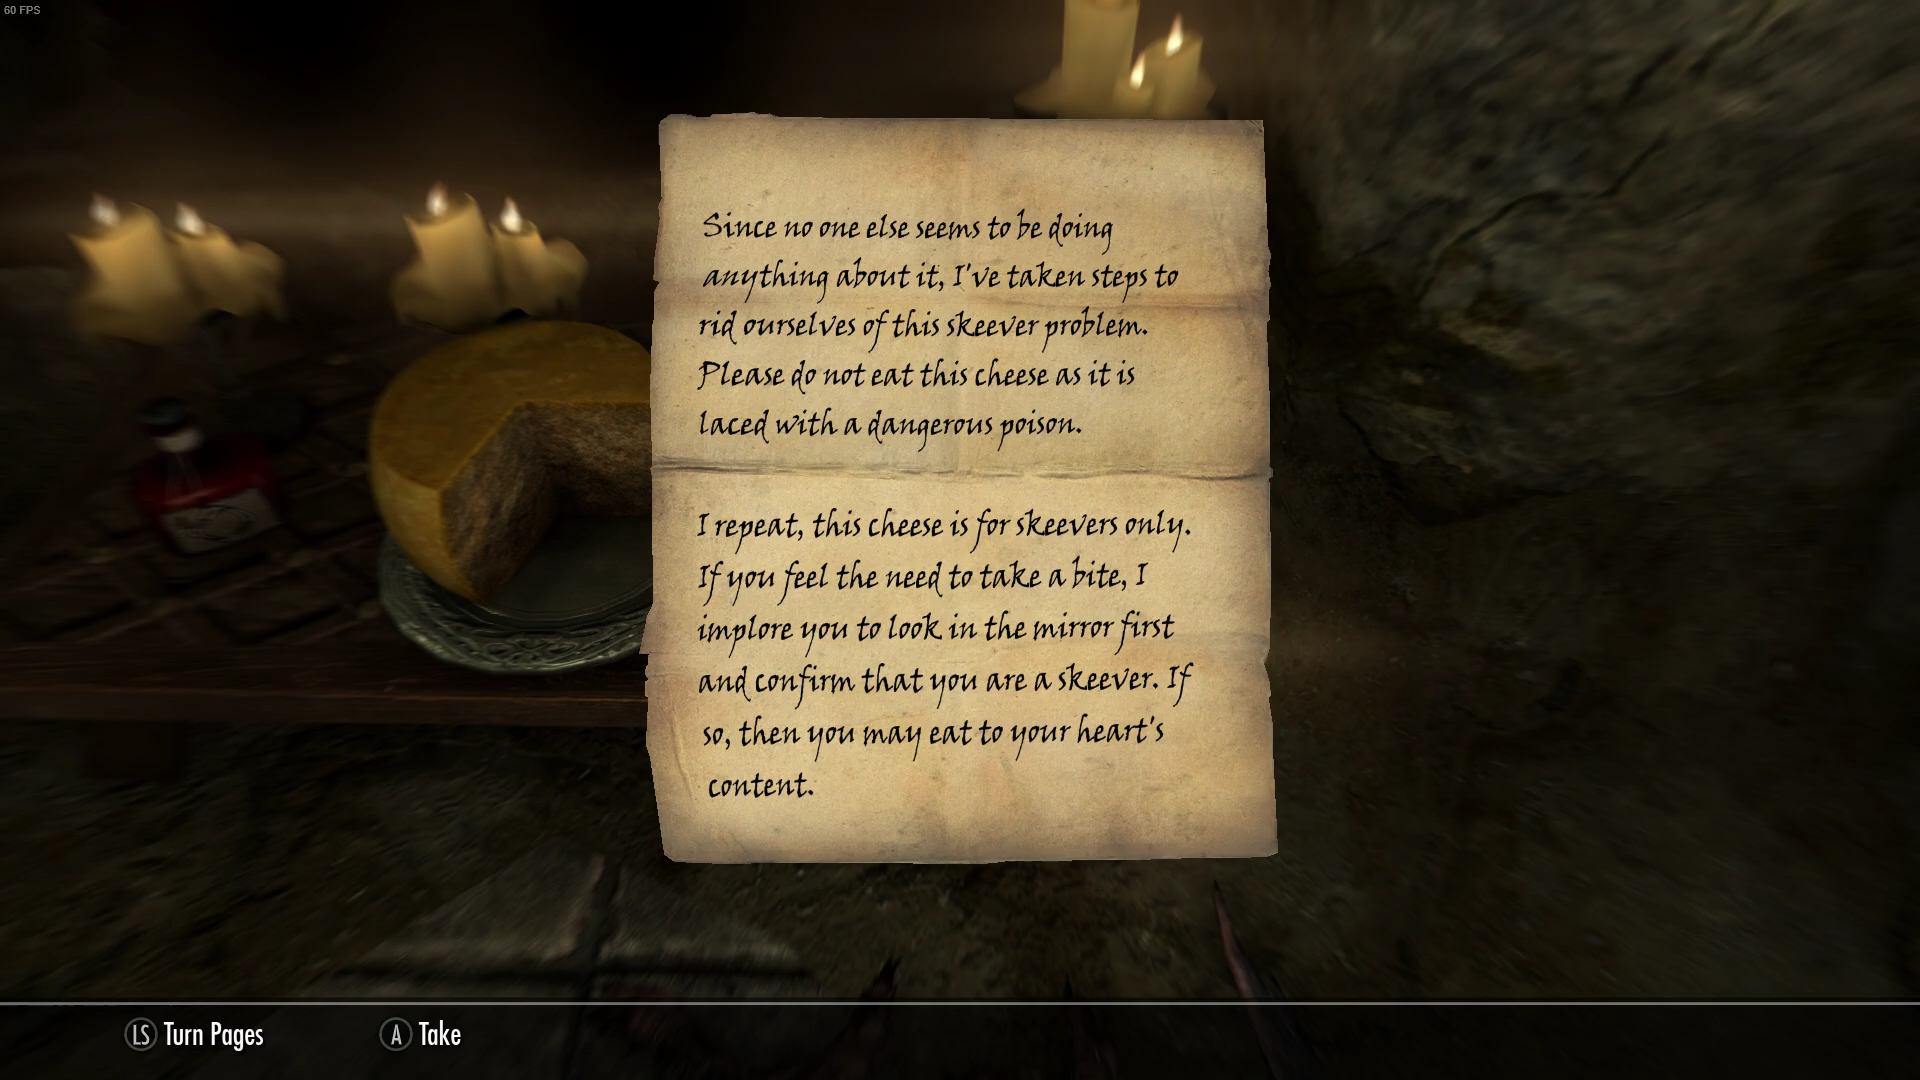 60 FPS
Since no one else seems to be doing
anything about it, I've taken steps to
rid ourselves of this skeever problem.
Please do not eat this cheese as it is
laced with a dangerous poison.
I repeat, this cheese is for skeevers only.
If you feel the need to take a bite, I
implore you to look in the mirror first
and confirm that you are a skeever. If
so, then you may eat to your heart's
content.
LS Turn Pages A Take